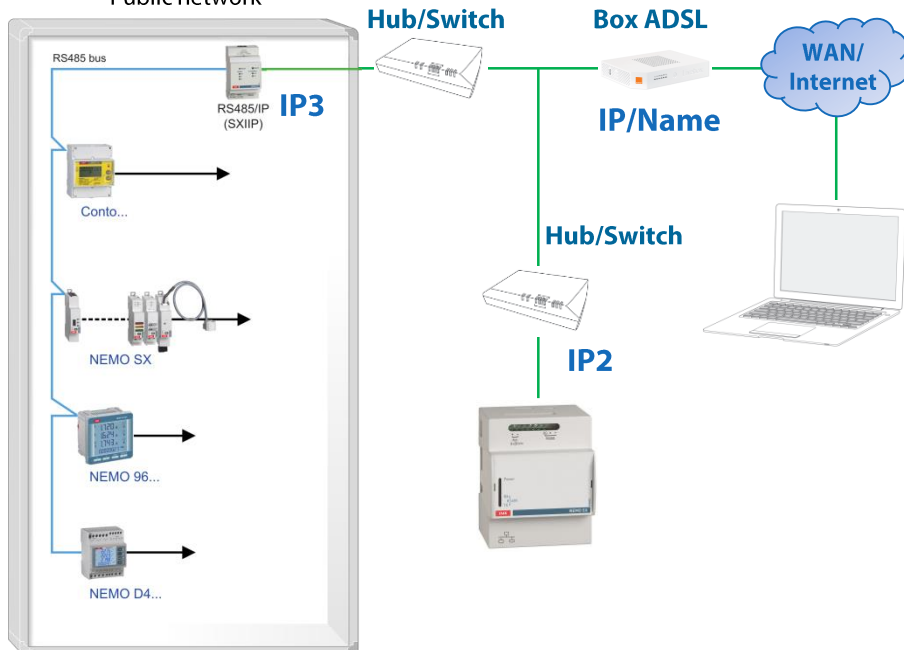 Public network
Hub/Switch
Box ADSL
WAN/
Internet
RS485 bus
RS485/IP
(SXIIP)
IP3
IP/Name
Conto...
Hub/Switch
NEMO SX
IP2
NEMO 96...
NEMO D4...